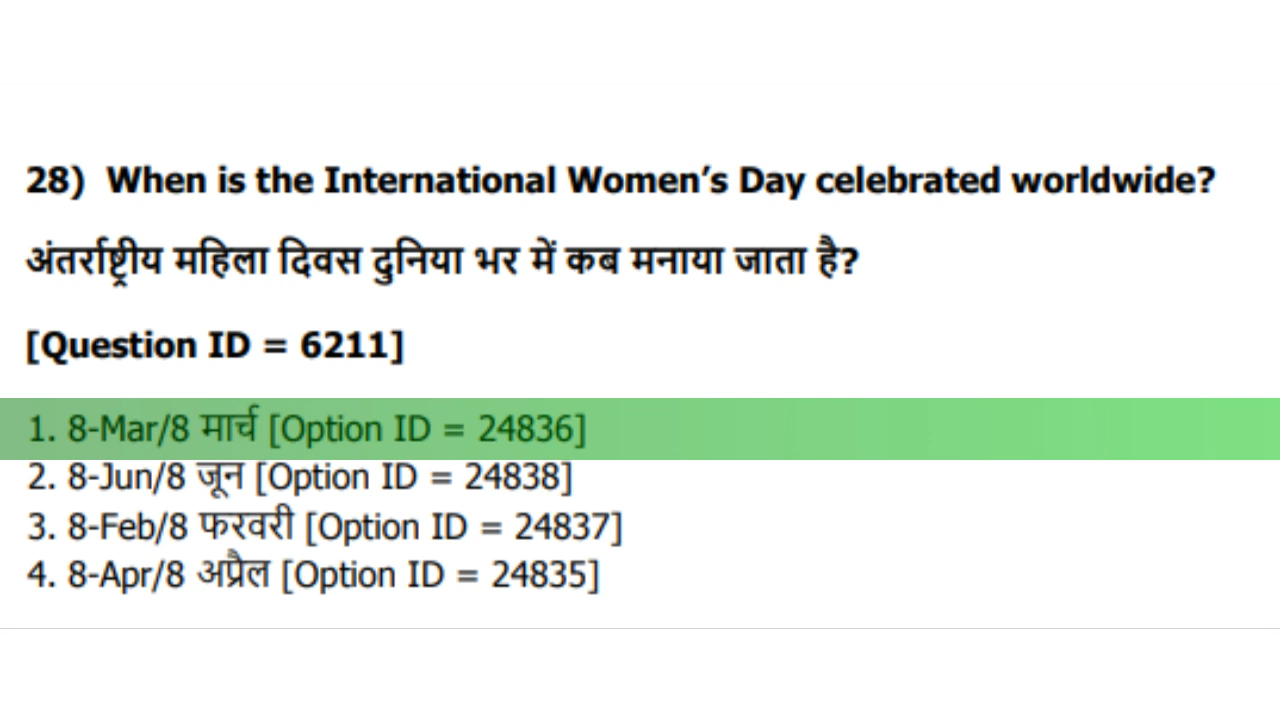 28) When is the International Women’s Day celebrated worldwide?
अंतर्राष्ट्रीय महिला दिवस दुनिया भर में कब मनाया जाता है?
[Question ID = 6211]
1. 8-Mar/8 मार्च [Option ID = 24836]
2. 8-Jun/8 जून [Option ID = 24838]
3. 8-Feb/8 फरवरी [Option ID = 24837]
4. 8-Apr/8 अप्रैल [Option ID = 24835]